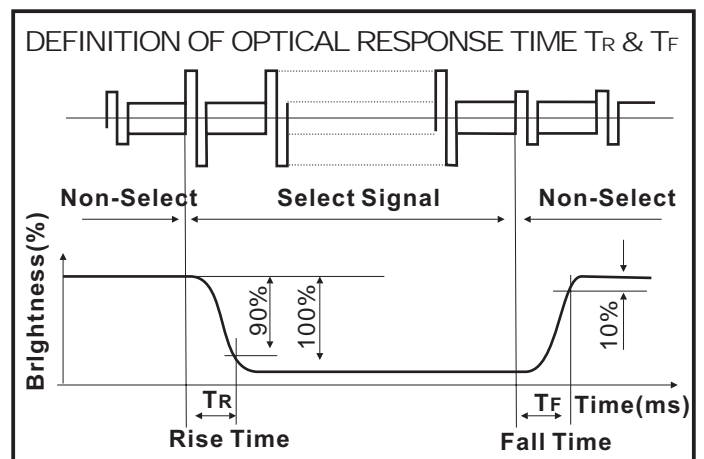 DEFINITION OF OPTICAL RESPONSE TIME TR & TF
Non-Select
Select Signal
Non-Select
Brightness(%)
90%
100%
10%
TR
TF
Time(ms)
Rise Time
Fall Time